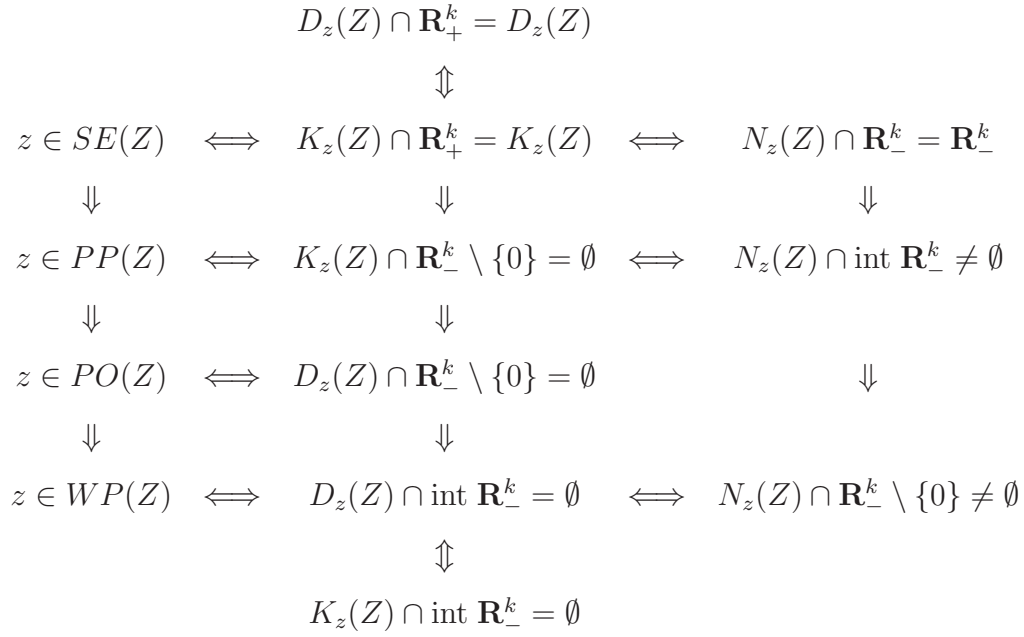 D_z(Z) ∩ R^k_+ = D_z(Z)
⇕
z ∈ SE(Z) ⟺ K_z(Z) ∩ R^k_+ = K_z(Z) ⟺ N_z(Z) ∩ R^k_- = R^k_-
⇓ ⇓ ⇓
z ∈ PP(Z) ⟺ K_z(Z) ∩ R^k_- \ {0} = ∅ ⟺ N_z(Z) ∩ int R^k_- ≠ ∅
⇓ ⇓
z ∈ PO(Z) ⟺ D_z(Z) ∩ R^k_- \ {0} = ∅ ⇓
⇓ ⇓
z ∈ WP(Z) ⟺ D_z(Z) ∩ int R^k_- = ∅ ⟺ N_z(Z) ∩ R^k_- \ {0} ≠ ∅
⇕
K_z(Z) ∩ int R^k_- = ∅